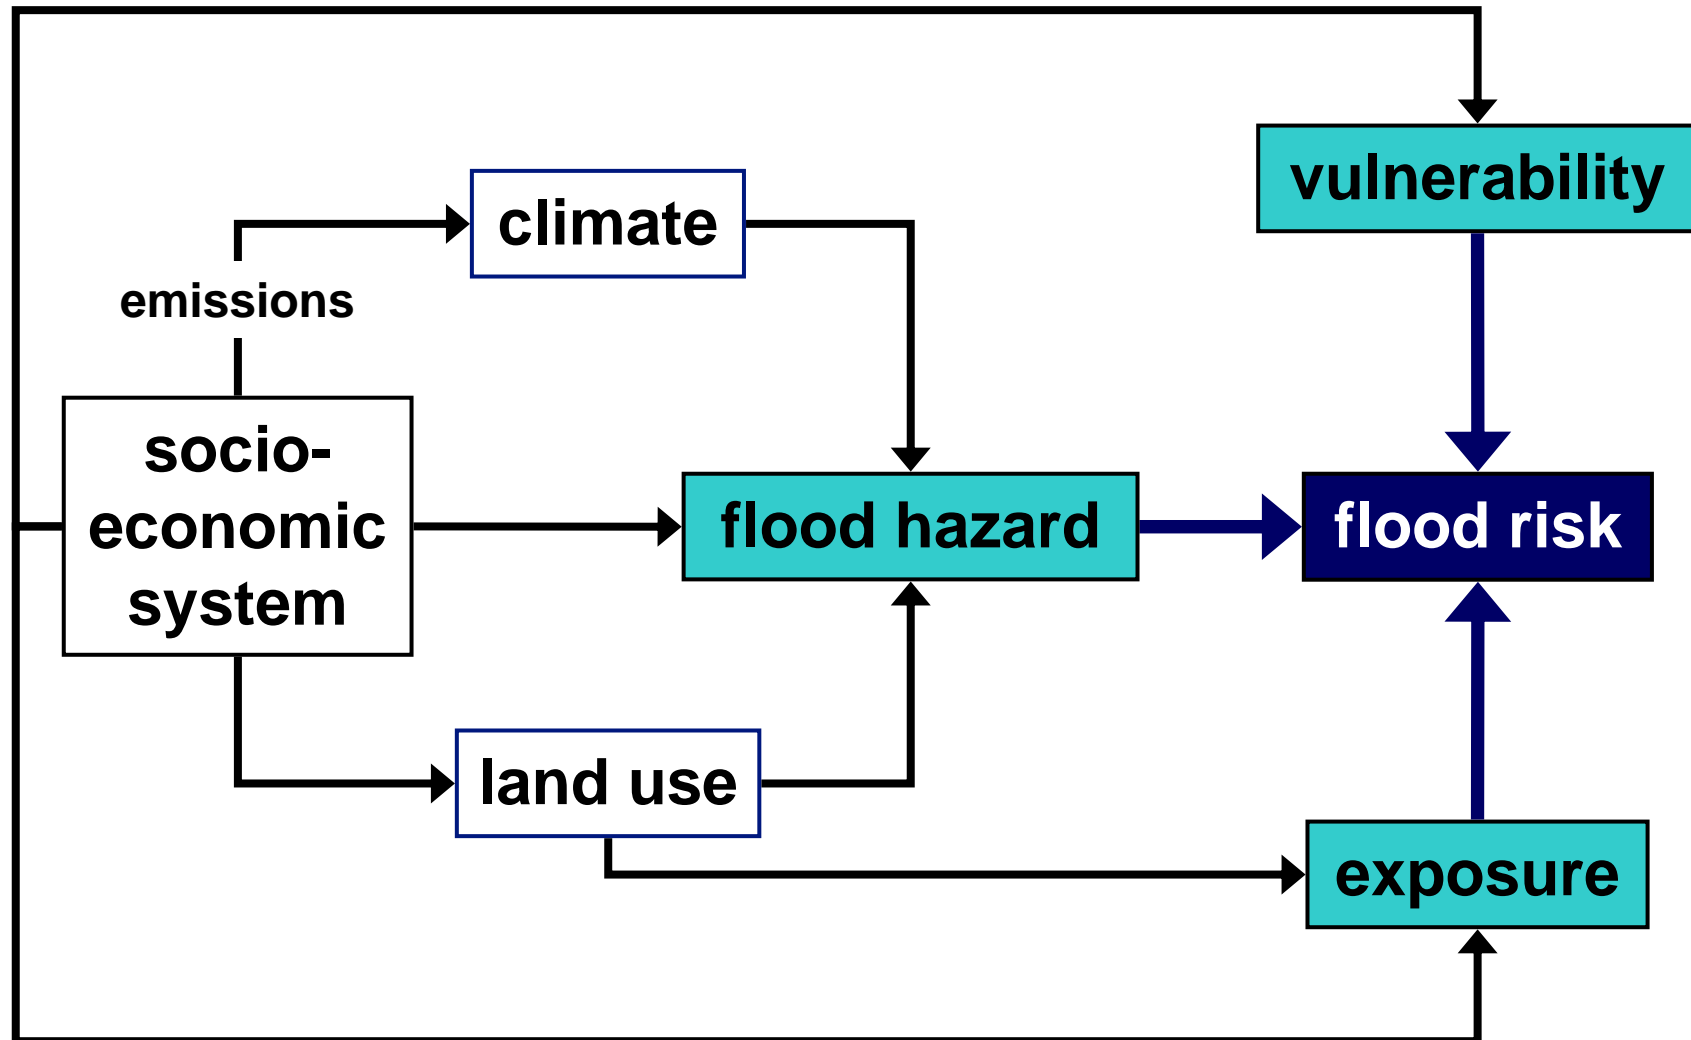 vulnerability
climate
emissions
socio-
economic
system
flood hazard
flood risk
land use
exposure